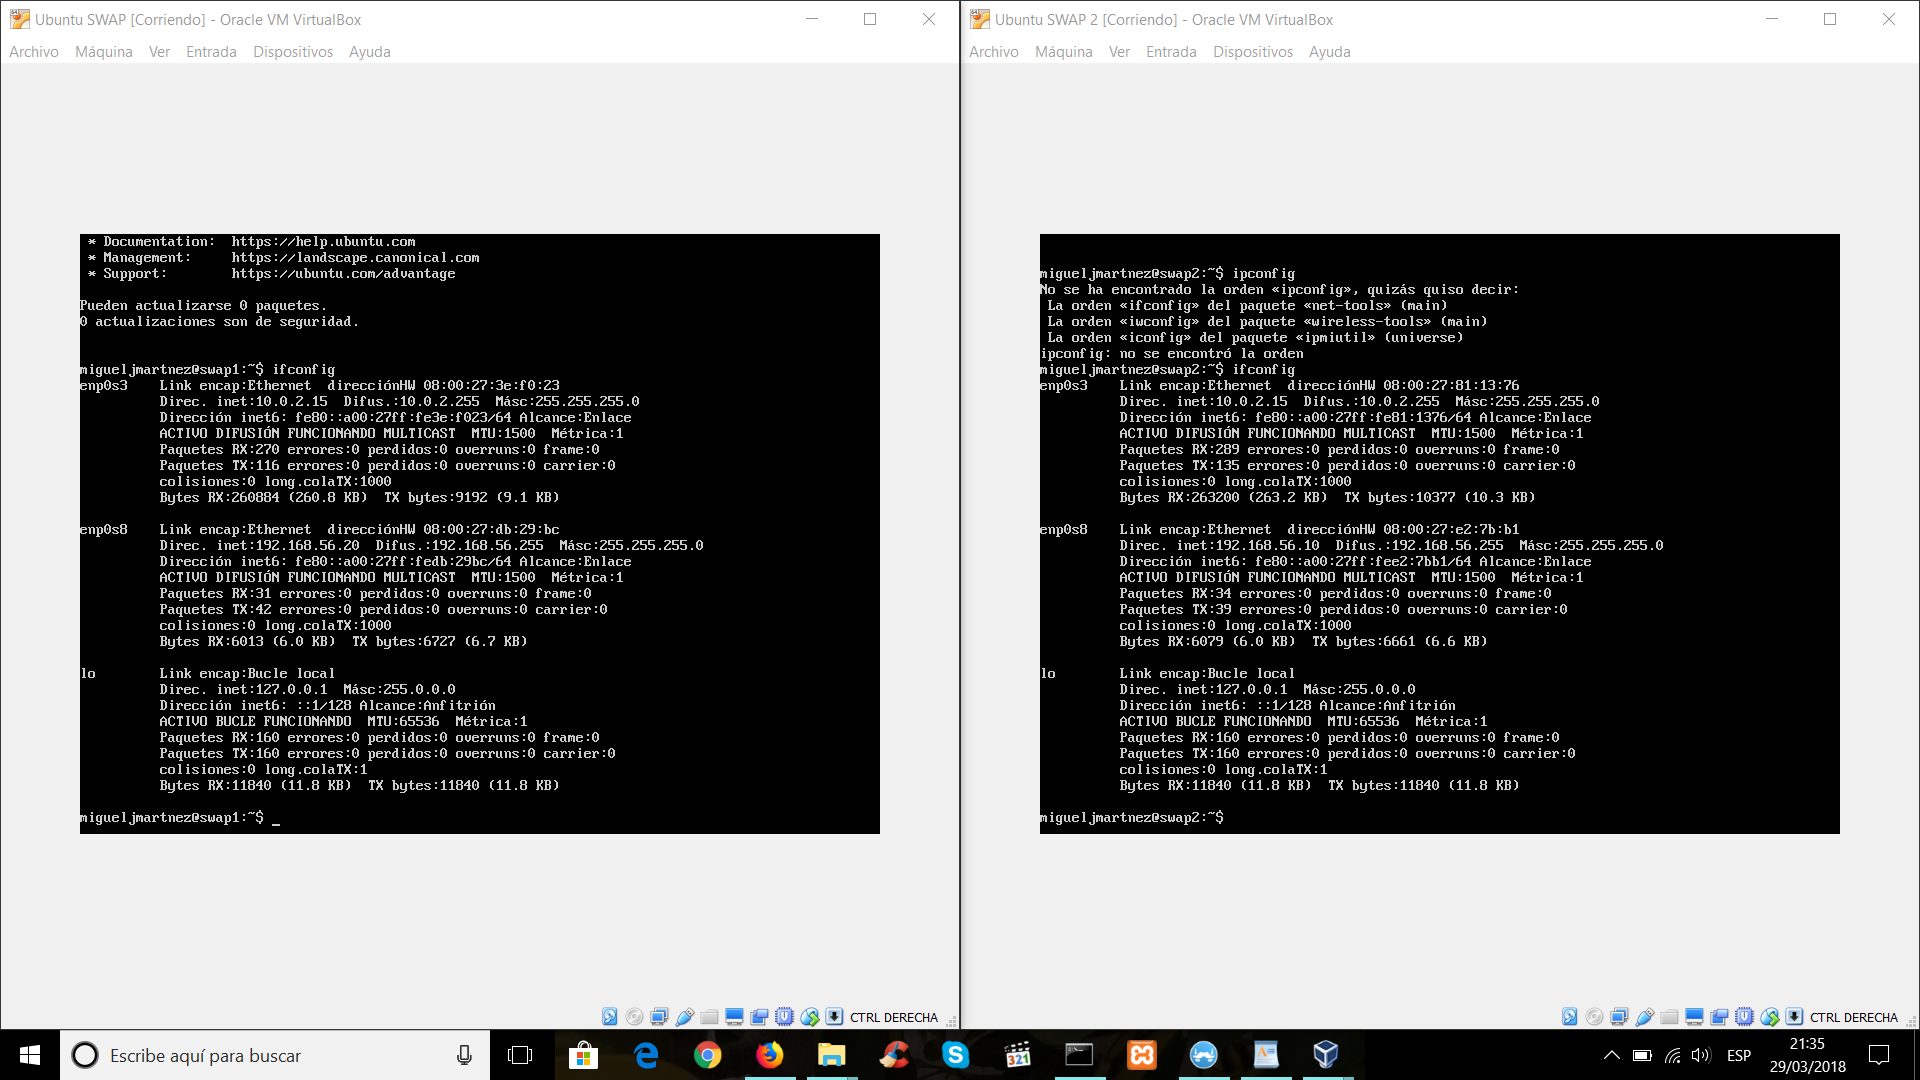 Ubuntu SWAP [Corriendo] - Oracle VM VirtualBox
Archivo Máquina Ver Entrada Dispositivos Ayuda
* Documentation: https://help.ubuntu.com
* Management: https://landscape.canonical.com
* Support: https://ubuntu.com/advantage
Pueden actualizarse 0 paquetes.
0 actualizaciones son de seguridad.
migueljmartnez@swap1:~$ ifconfig
enp0s3 Link encap:Ethernet direcciónHW 08:00:27:3e:f0:23
Direc. inet:10.0.2.15 Difus.:10.0.2.255 Másc:255.255.255.0
Dirección inet6: fe80::a00:27ff:fe3e:f023/64 Alcance:Enlace
ACTIVO DIFUSIÓN FUNCIONANDO MULTICAST MTU:1500 Métrica:1
Paquetes RX:270 errores:0 perdidos:0 overruns:0 frame:0
Paquetes TX:116 errores:0 perdidos:0 overruns:0 carrier:0
colisiones:0 long.colaTX:1000
Bytes RX:260884 (260.8 KB) TX bytes:9192 (9.1 KB)
enp0s8 Link encap:Ethernet direcciónHW 08:00:27:db:29:bc
Direc. inet:192.168.56.20 Difus.:192.168.56.255 Másc:255.255.255.0
Dirección inet6: fe80::a00:27ff:fedb:29bc/64 Alcance:Enlace
ACTIVO DIFUSIÓN FUNCIONANDO MULTICAST MTU:1500 Métrica:1
Paquetes RX:31 errores:0 perdidos:0 overruns:0 frame:0
Paquetes TX:42 errores:0 perdidos:0 overruns:0 carrier:0
colisiones:0 long.colaTX:1000
Bytes RX:6013 (6.0 KB) TX bytes:6727 (6.7 KB)
lo Link encap:Bucle local
Direc. inet:127.0.0.1 Másc:255.0.0.0
Dirección inet6: ::1/128 Alcance:Anfitrión
ACTIVO BUCLE FUNCIONANDO MTU:65536 Métrica:1
Paquetes RX:160 errores:0 perdidos:0 overruns:0 frame:0
Paquetes TX:160 errores:0 perdidos:0 overruns:0 carrier:0
colisiones:0 long.colaTX:1
Bytes RX:11840 (11.8 KB) TX bytes:11840 (11.8 KB)
migueljmartnez@swap1:~$ _
CTRL DERECHA
Ubuntu SWAP 2 [Corriendo] - Oracle VM VirtualBox
Archivo Máquina Ver Entrada Dispositivos Ayuda
migueljmartnez@swap2:~$ ipconfig
No se ha encontrado la orden «ipconfig», quizás quiso decir:
La orden «ifconfig» del paquete «net-tools» (main)
La orden «iwconfig» del paquete «wireless-tools» (main)
La orden «iconfig» del paquete «ipmiutil» (universe)
ipconfig: no se encontró la orden
migueljmartnez@swap2:~$ ifconfig
enp0s3 Link encap:Ethernet direcciónHW 08:00:27:81:13:76
Direc. inet:10.0.2.15 Difus.:10.0.2.255 Másc:255.255.255.0
Dirección inet6: fe80::a00:27ff:fe81:1376/64 Alcance:Enlace
ACTIVO DIFUSIÓN FUNCIONANDO MULTICAST MTU:1500 Métrica:1
Paquetes RX:289 errores:0 perdidos:0 overruns:0 frame:0
Paquetes TX:135 errores:0 perdidos:0 overruns:0 carrier:0
colisiones:0 long.colaTX:1000
Bytes RX:263200 (263.2 KB) TX bytes:10377 (10.3 KB)
enp0s8 Link encap:Ethernet direcciónHW 08:00:27:e2:7b:b1
Direc. inet:192.168.56.10 Difus.:192.168.56.255 Másc:255.255.255.0
Dirección inet6: fe80::a00:27ff:fee2:7bb1/64 Alcance:Enlace
ACTIVO DIFUSIÓN FUNCIONANDO MULTICAST MTU:1500 Métrica:1
Paquetes RX:34 errores:0 perdidos:0 overruns:0 frame:0
Paquetes TX:39 errores:0 perdidos:0 overruns:0 carrier:0
colisiones:0 long.colaTX:1000
Bytes RX:6079 (6.0 KB) TX bytes:6661 (6.6 KB)
lo Link encap:Bucle local
Direc. inet:127.0.0.1 Másc:255.0.0.0
Dirección inet6: ::1/128 Alcance:Anfitrión
ACTIVO BUCLE FUNCIONANDO MTU:65536 Métrica:1
Paquetes RX:160 errores:0 perdidos:0 overruns:0 frame:0
Paquetes TX:160 errores:0 perdidos:0 overruns:0 carrier:0
colisiones:0 long.colaTX:1
Bytes RX:11840 (11.8 KB) TX bytes:11840 (11.8 KB)
migueljmartnez@swap2:~$
CTRL DERECHA
Escribe aquí para buscar
321
ESP
21:35
29/03/2018